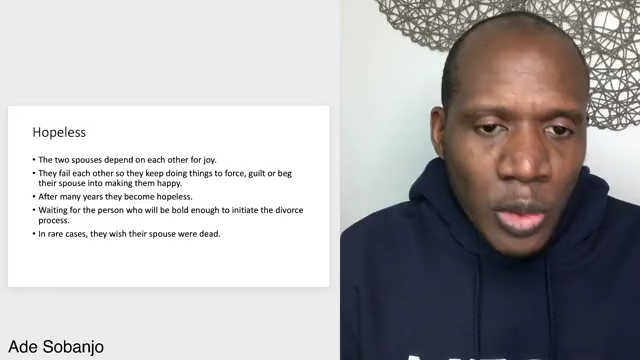 Hopeless
• The two spouses depend on each other for joy.
• They fail each other so they keep doing things to force, guilt or beg
their spouse into making them happy.
• After many years they become hopeless.
• Waiting for the person who will be bold enough to initiate the divorce
process.
• In rare cases, they wish their spouse were dead.
Ade Sobanjo